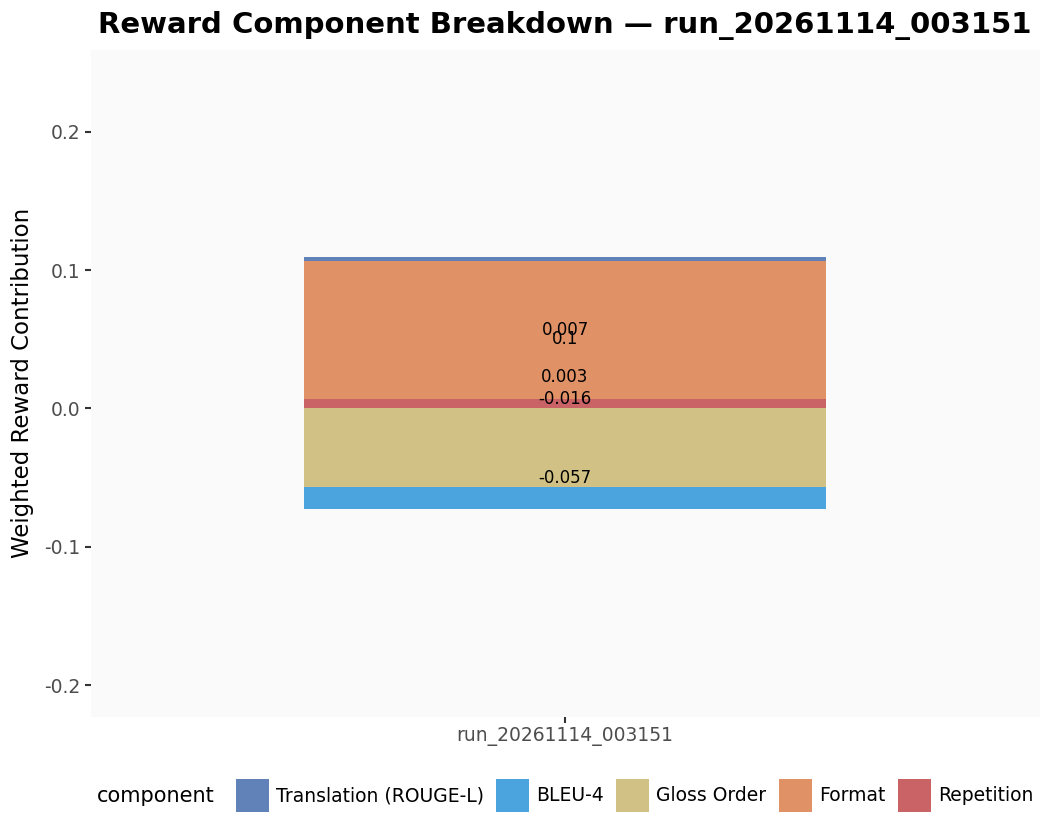 Reward Component Breakdown — run_20261114_003151
Weighted Reward Contribution
0.2
0.1
0.0
-0.1
-0.2
0.007
0.1
0.003
-0.016
-0.057
run_20261114_003151
component Translation (ROUGE-L) BLEU-4 Gloss Order Format Repetition